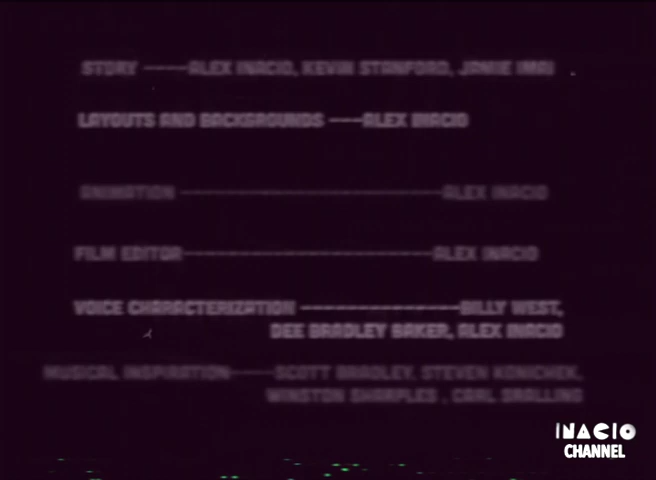 STORY ----ALEX INACIO, KEVIN STANFORD, JAMIE IMAI
LAYOUTS AND BACKGROUNDS ---ALEX INACIO
ANIMATION ------------------------ALEX INACIO
FILM EDITOR-----------------------ALEX INACIO
VOICE CHARACTERIZATION --------------BILLY WEST,
DEE BRADLEY BAKER, ALEX INACIO
MUSICAL INSPIRATION----SCOTT BRADLEY, STEVEN KONICHEK,
WINSTON SHARPLES , CARL STALLING
INACIO
CHANNEL